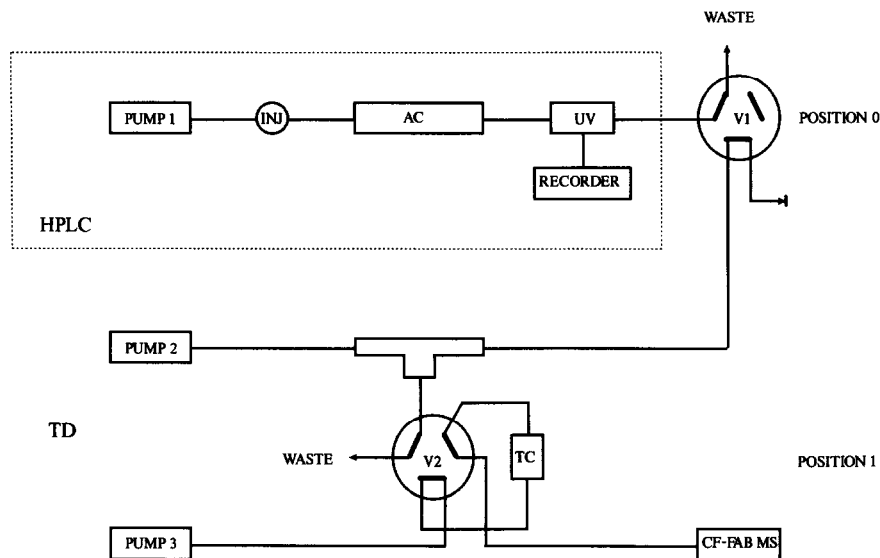 WASTE
PUMP 1
INJ
AC
UV
V1
POSITION 0
RECORDER
HPLC
PUMP 2
TD
WASTE
V2
TC
POSITION 1
PUMP 3
CF-FAB MS